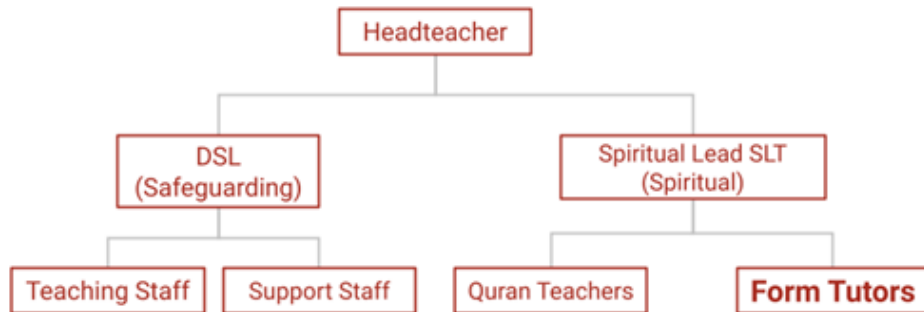 Headteacher
DSL
(Safeguarding)
Spiritual Lead SLT
(Spiritual)
Teaching Staff
Support Staff
Quran Teachers
Form Tutors